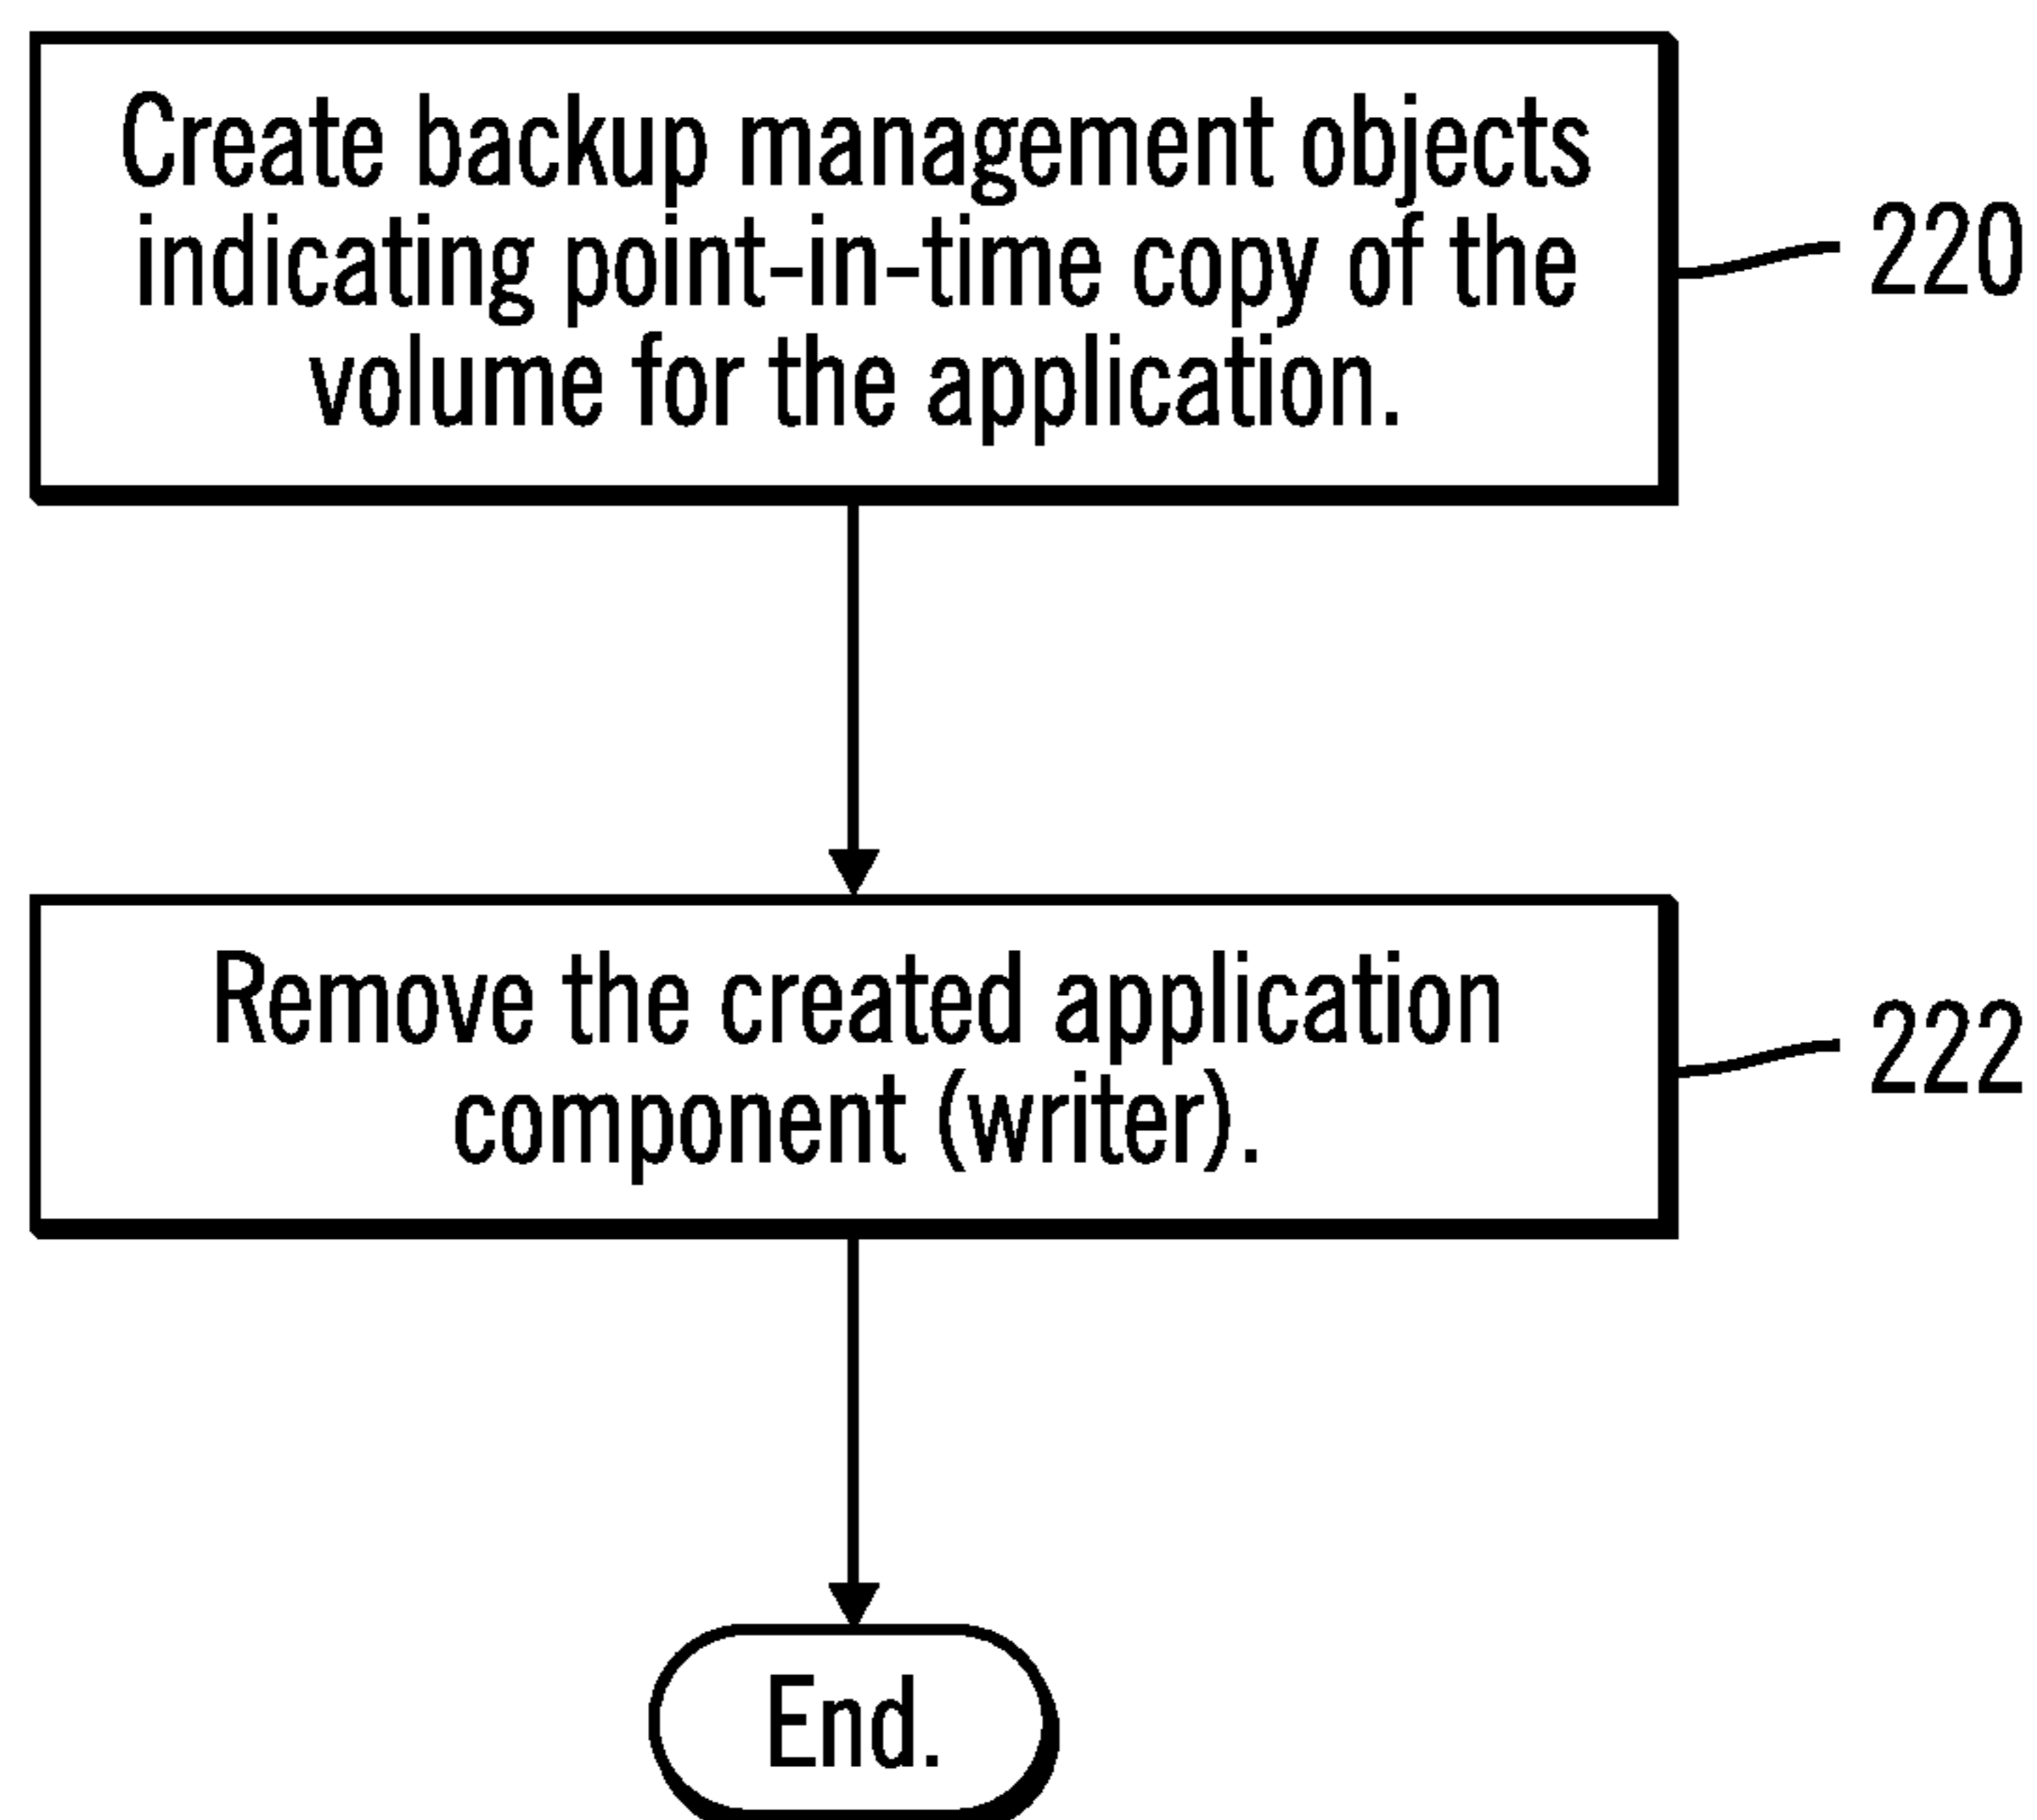 Create backup management objects
indicating point-in-time copy of the
volume for the application.
220
Remove the created application
component (writer).
222
End.